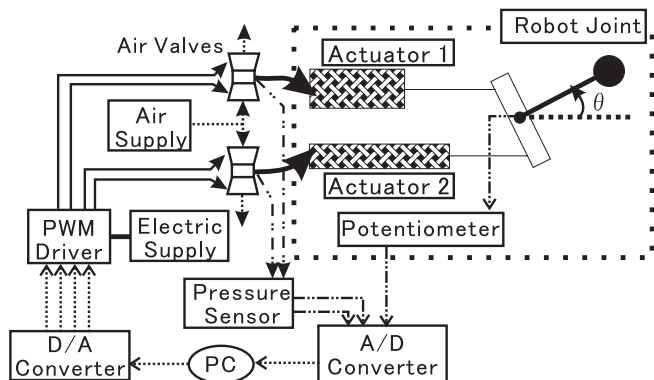 Robot Joint
Air Valves
Actuator 1
θ
Air
Supply
Actuator 2
PWM
Driver
Electric
Supply
Potentiometer
Pressure
Sensor
D/A
Converter
PC
A/D
Converter